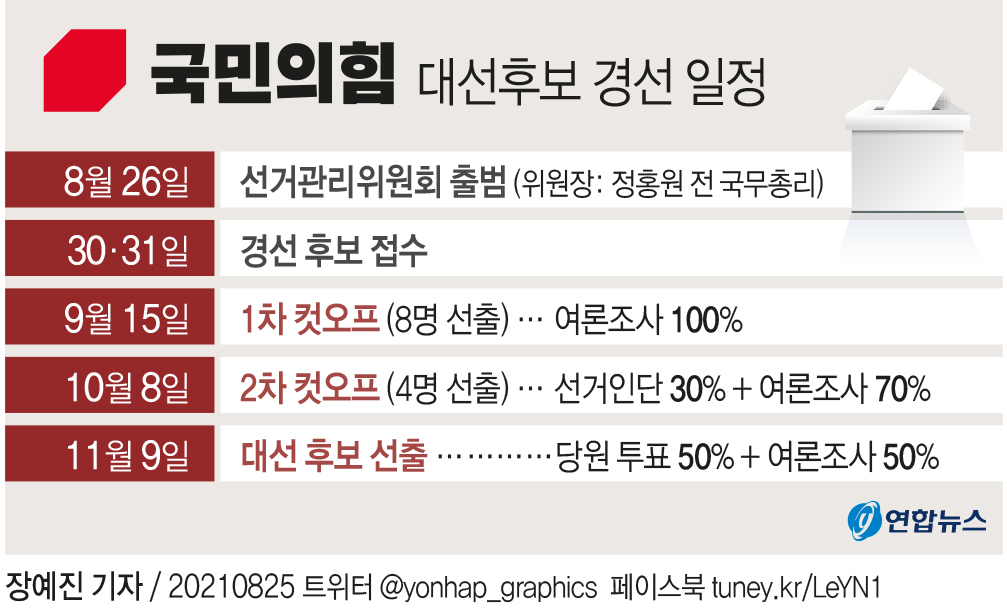 국민의힘 대선후보 경선 일정
8월 26일 선거관리위원회 출범 (위원장: 정홍원 전 국무총리)
30·31일 경선 후보 접수
9월 15일 1차 컷오프 (8명 선출) … 여론조사 100%
10월 8일 2차 컷오프 (4명 선출) … 선거인단 30% + 여론조사 70%
11월 9일 대선 후보 선출 ………… 당원 투표 50% + 여론조사 50%
연합뉴스
장예진 기자 / 20210825 트위터 @yonhap_graphics 페이스북 tuney.kr/LeYN1